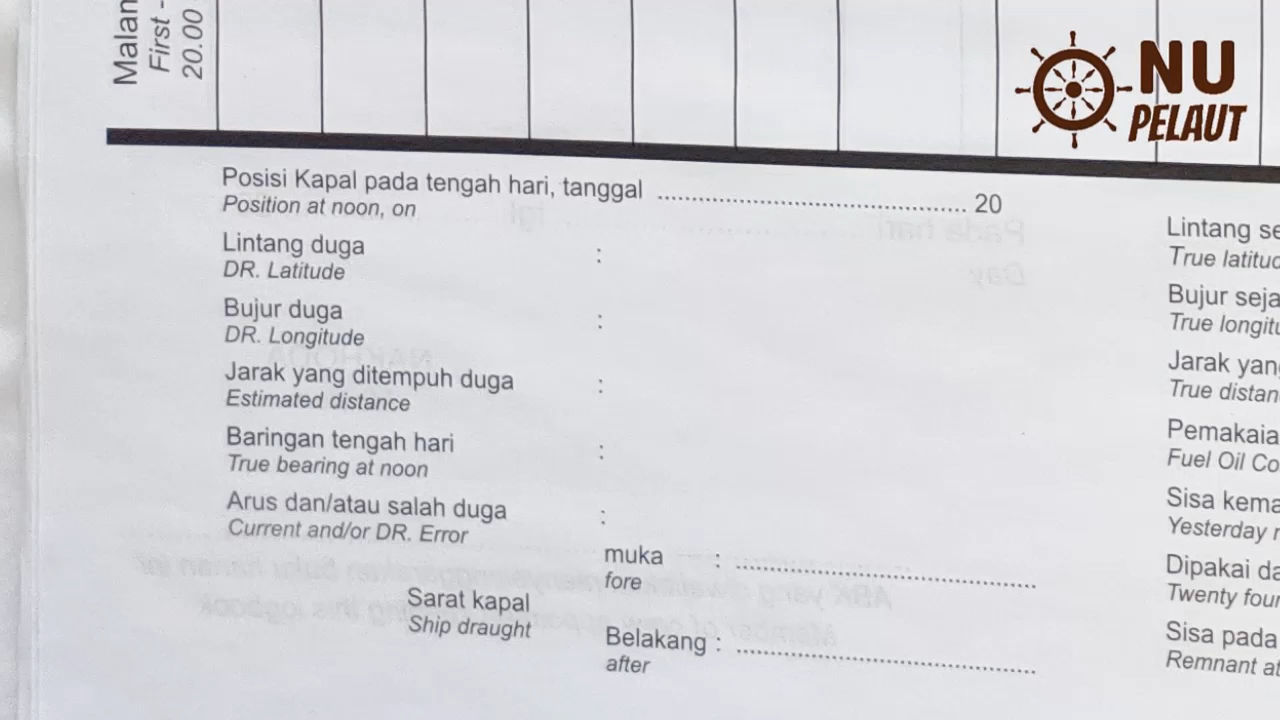 Malam
First -
20.00
NU
PELAUT
Posisi Kapal pada tengah hari, tanggal ........................................ 20
Position at noon, on
Lintang duga :
DR. Latitude
Bujur duga :
DR. Longitude
Jarak yang ditempuh duga :
Estimated distance
Baringan tengah hari :
True bearing at noon
Arus dan/atau salah duga :
Current and/or DR. Error
muka : ........................................
fore
Sarat kapal
Ship draught
Belakang : ........................................
after
Lintang se
True latitud
Bujur seja
True longitu
Jarak yang
True distan
Pemakaia
Fuel Oil Co
Sisa kema
Yesterday r
Dipakai da
Twenty four
Sisa pada
Remnant at